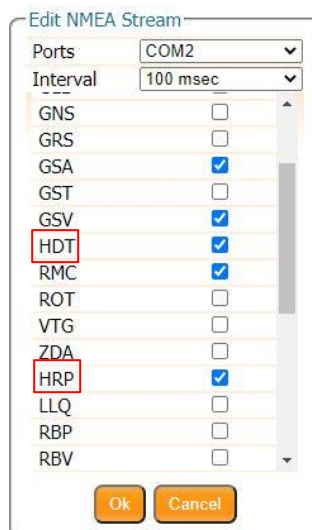 Edit NMEA Stream
Ports COM2
Interval 100 msec
GNS
GRS
GSA
GST
GSV
HDT
RMC
ROT
VTG
ZDA
HRP
LLQ
RBP
RBV
Ok Cancel